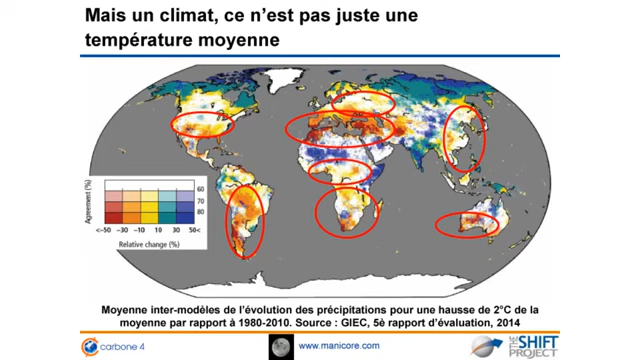 Mais un climat, ce n'est pas juste une
température moyenne
Agreement (%)
60
70
80
<-50 -30 -10 10 30 50<
Relative change (%)
Moyenne inter-modèles de l'évolution des précipitations pour une hausse de 2°C de la
moyenne par rapport à 1980-2010. Source : GIEC, 5è rapport d'évaluation, 2014
carbone 4
www.manicore.com
THE SHIFT
PROJECT